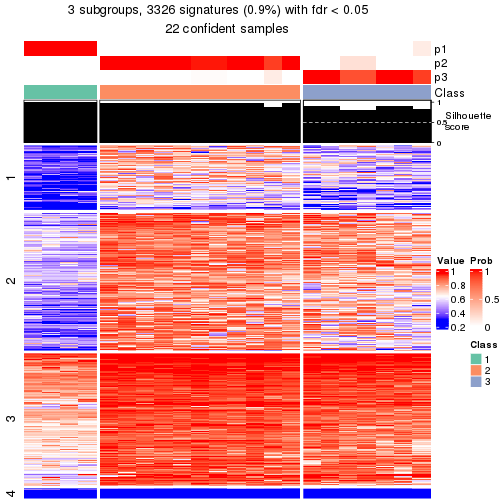 3 subgroups, 3326 signatures (0.9%) with fdr < 0.05
22 confident samples
p1
p2
p3
Class
1
0.5
0
Silhouette
score
1
2
3
4
Value
1
0.8
0.6
0.4
0.2
Prob
1
0.5
0
Class
1
2
3